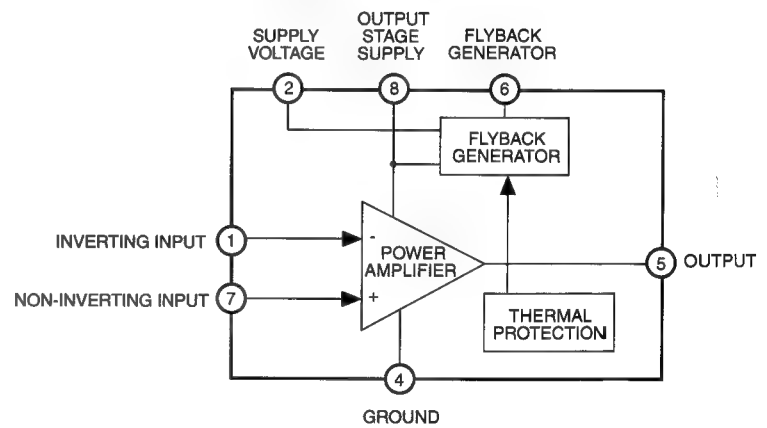 OUTPUT
SUPPLY STAGE FLYBACK
VOLTAGE SUPPLY GENERATOR
2 8 6
FLYBACK
GENERATOR
INVERTING INPUT 1 -
POWER
AMPLIFIER
5 OUTPUT
NON-INVERTING INPUT 7 +
THERMAL
PROTECTION
4
GROUND